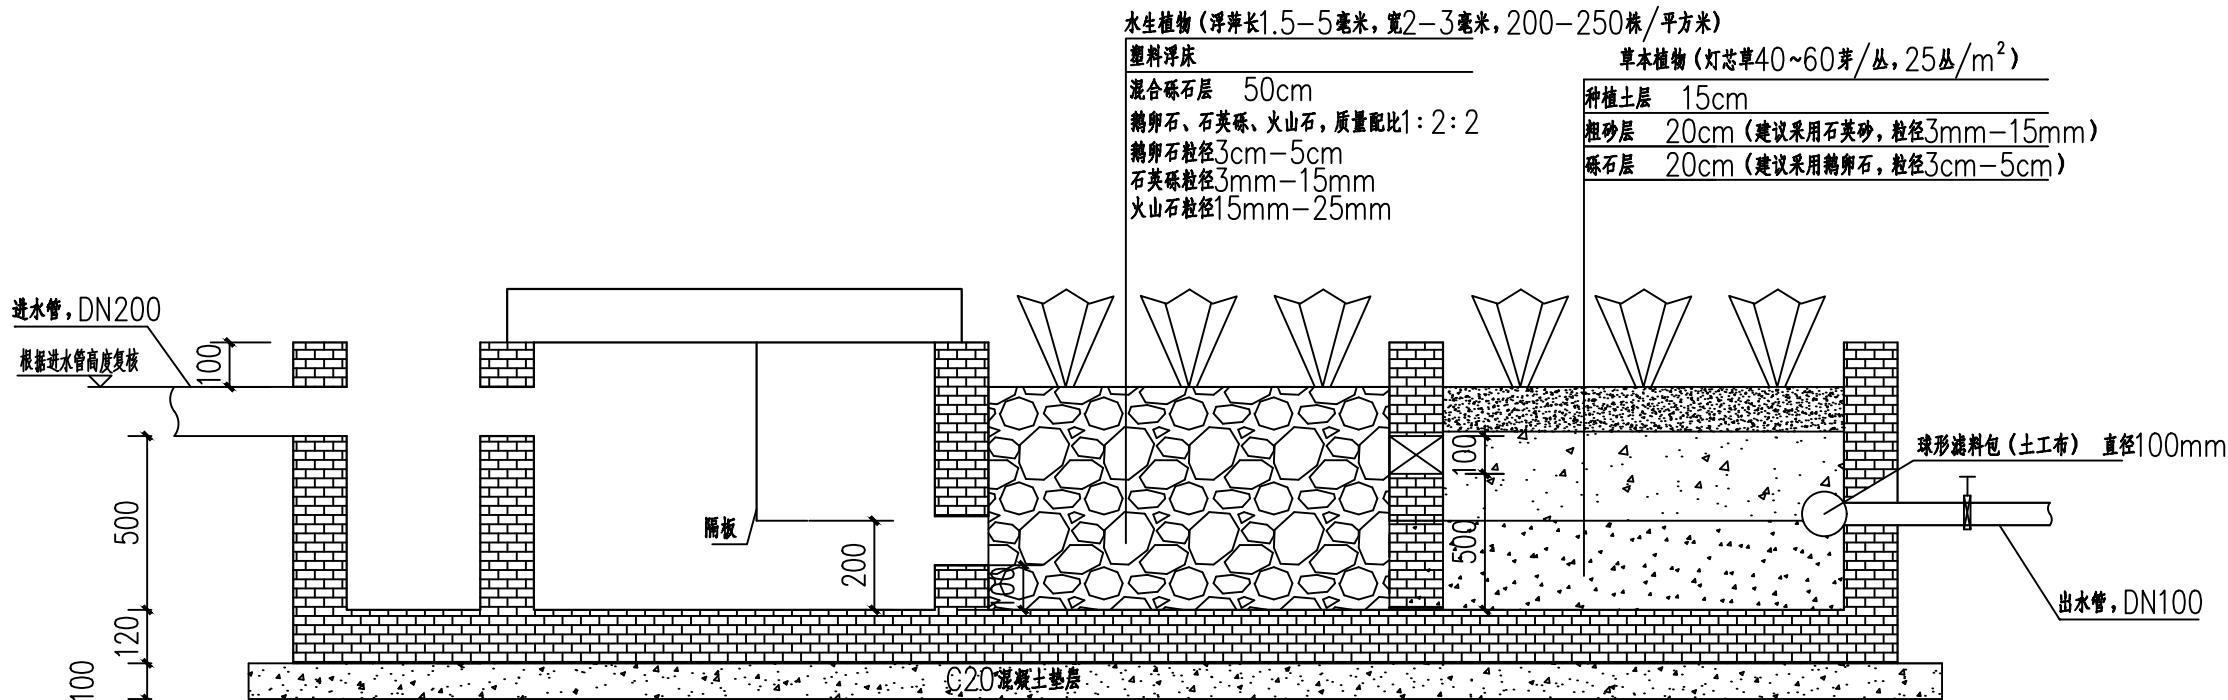 水生植物（浮萍长1.5-5毫米，宽2-3毫米，200-250株/平方米）
塑料浮床
混合砾石层 50cm
鹅卵石、石英砾、火山石，质量配比1：2：2
鹅卵石粒径3cm-5cm
石英砾粒径3mm-15mm
火山石粒径15mm-25mm
草本植物（灯芯草40~60芽/丛，25丛/m²）
种植土层 15cm
粗砂层 20cm（建议采用石英砂，粒径3mm-15mm）
砾石层 20cm（建议采用鹅卵石，粒径3cm-5cm）
进水管，DN200
根据进水管高度复核
100
500
120
100
隔板
200
100
100
500
球形滤料包（土工布） 直径100mm
出水管，DN100
C20混凝土垫层